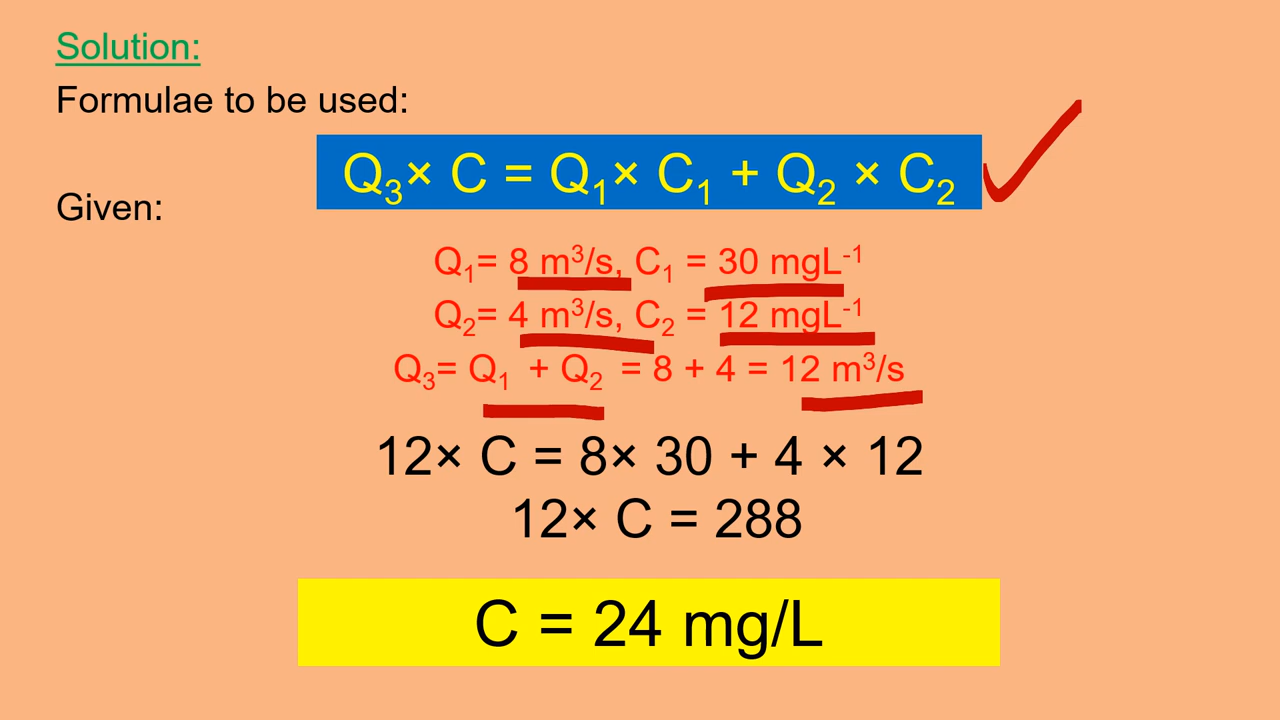 Solution:
Formulae to be used:
Q₃× C = Q₁× C₁ + Q₂ × C₂
Given:
Q₁= 8 m³/s, C₁ = 30 mgL⁻¹
Q₂= 4 m³/s, C₂ = 12 mgL⁻¹
Q₃= Q₁ + Q₂ = 8 + 4 = 12 m³/s
12× C = 8× 30 + 4 × 12
12× C = 288
C = 24 mg/L